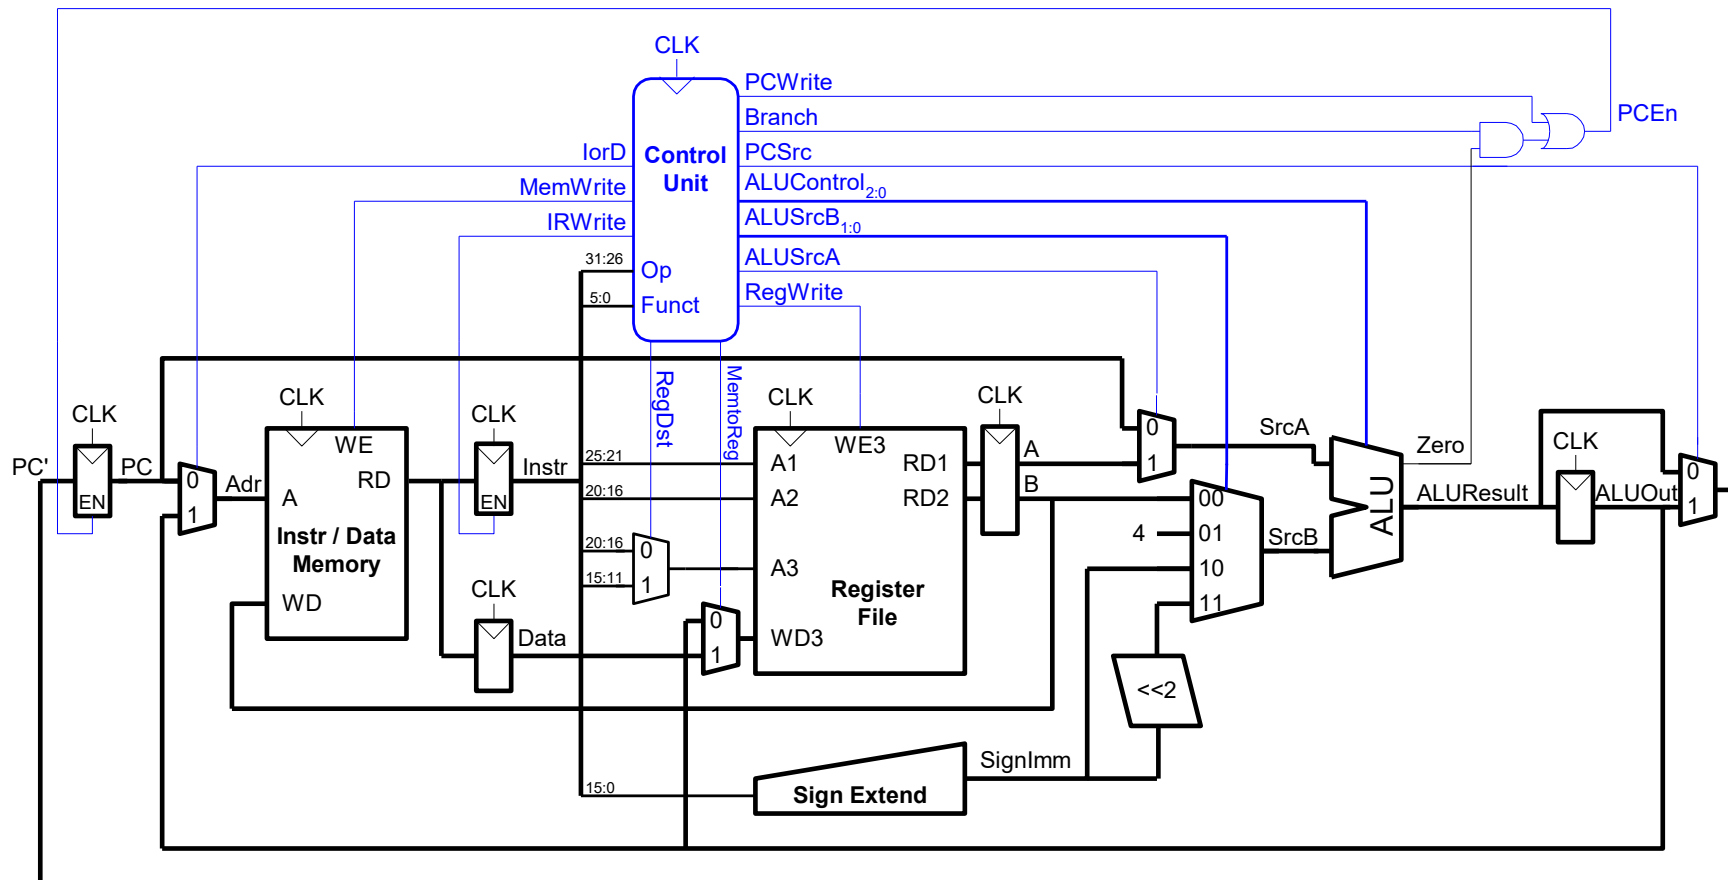 CLK
PCWrite
Branch
PCEn
IorD
Control
Unit
PCSrc
MemWrite
ALUControl2:0
IRWrite
ALUSrcB1:0
31:26
Op
ALUSrcA
5:0
Funct
RegWrite
RegDst
MemtoReg
CLK
CLK
CLK
CLK
CLK
CLK
PC'
EN
PC
0
1
Adr
WE
A
RD
Instr / Data
Memory
WD
EN
Instr
CLK
Data
25:21
20:16
20:16
15:11
0
1
0
1
WE3
A1
RD1
A2
RD2
A3
Register
File
WD3
A
B
0
1
SrcA
4
00
01
10
11
SrcB
ALU
Zero
ALUResult
ALUOut
0
1
<<2
SignImm
15:0
Sign Extend